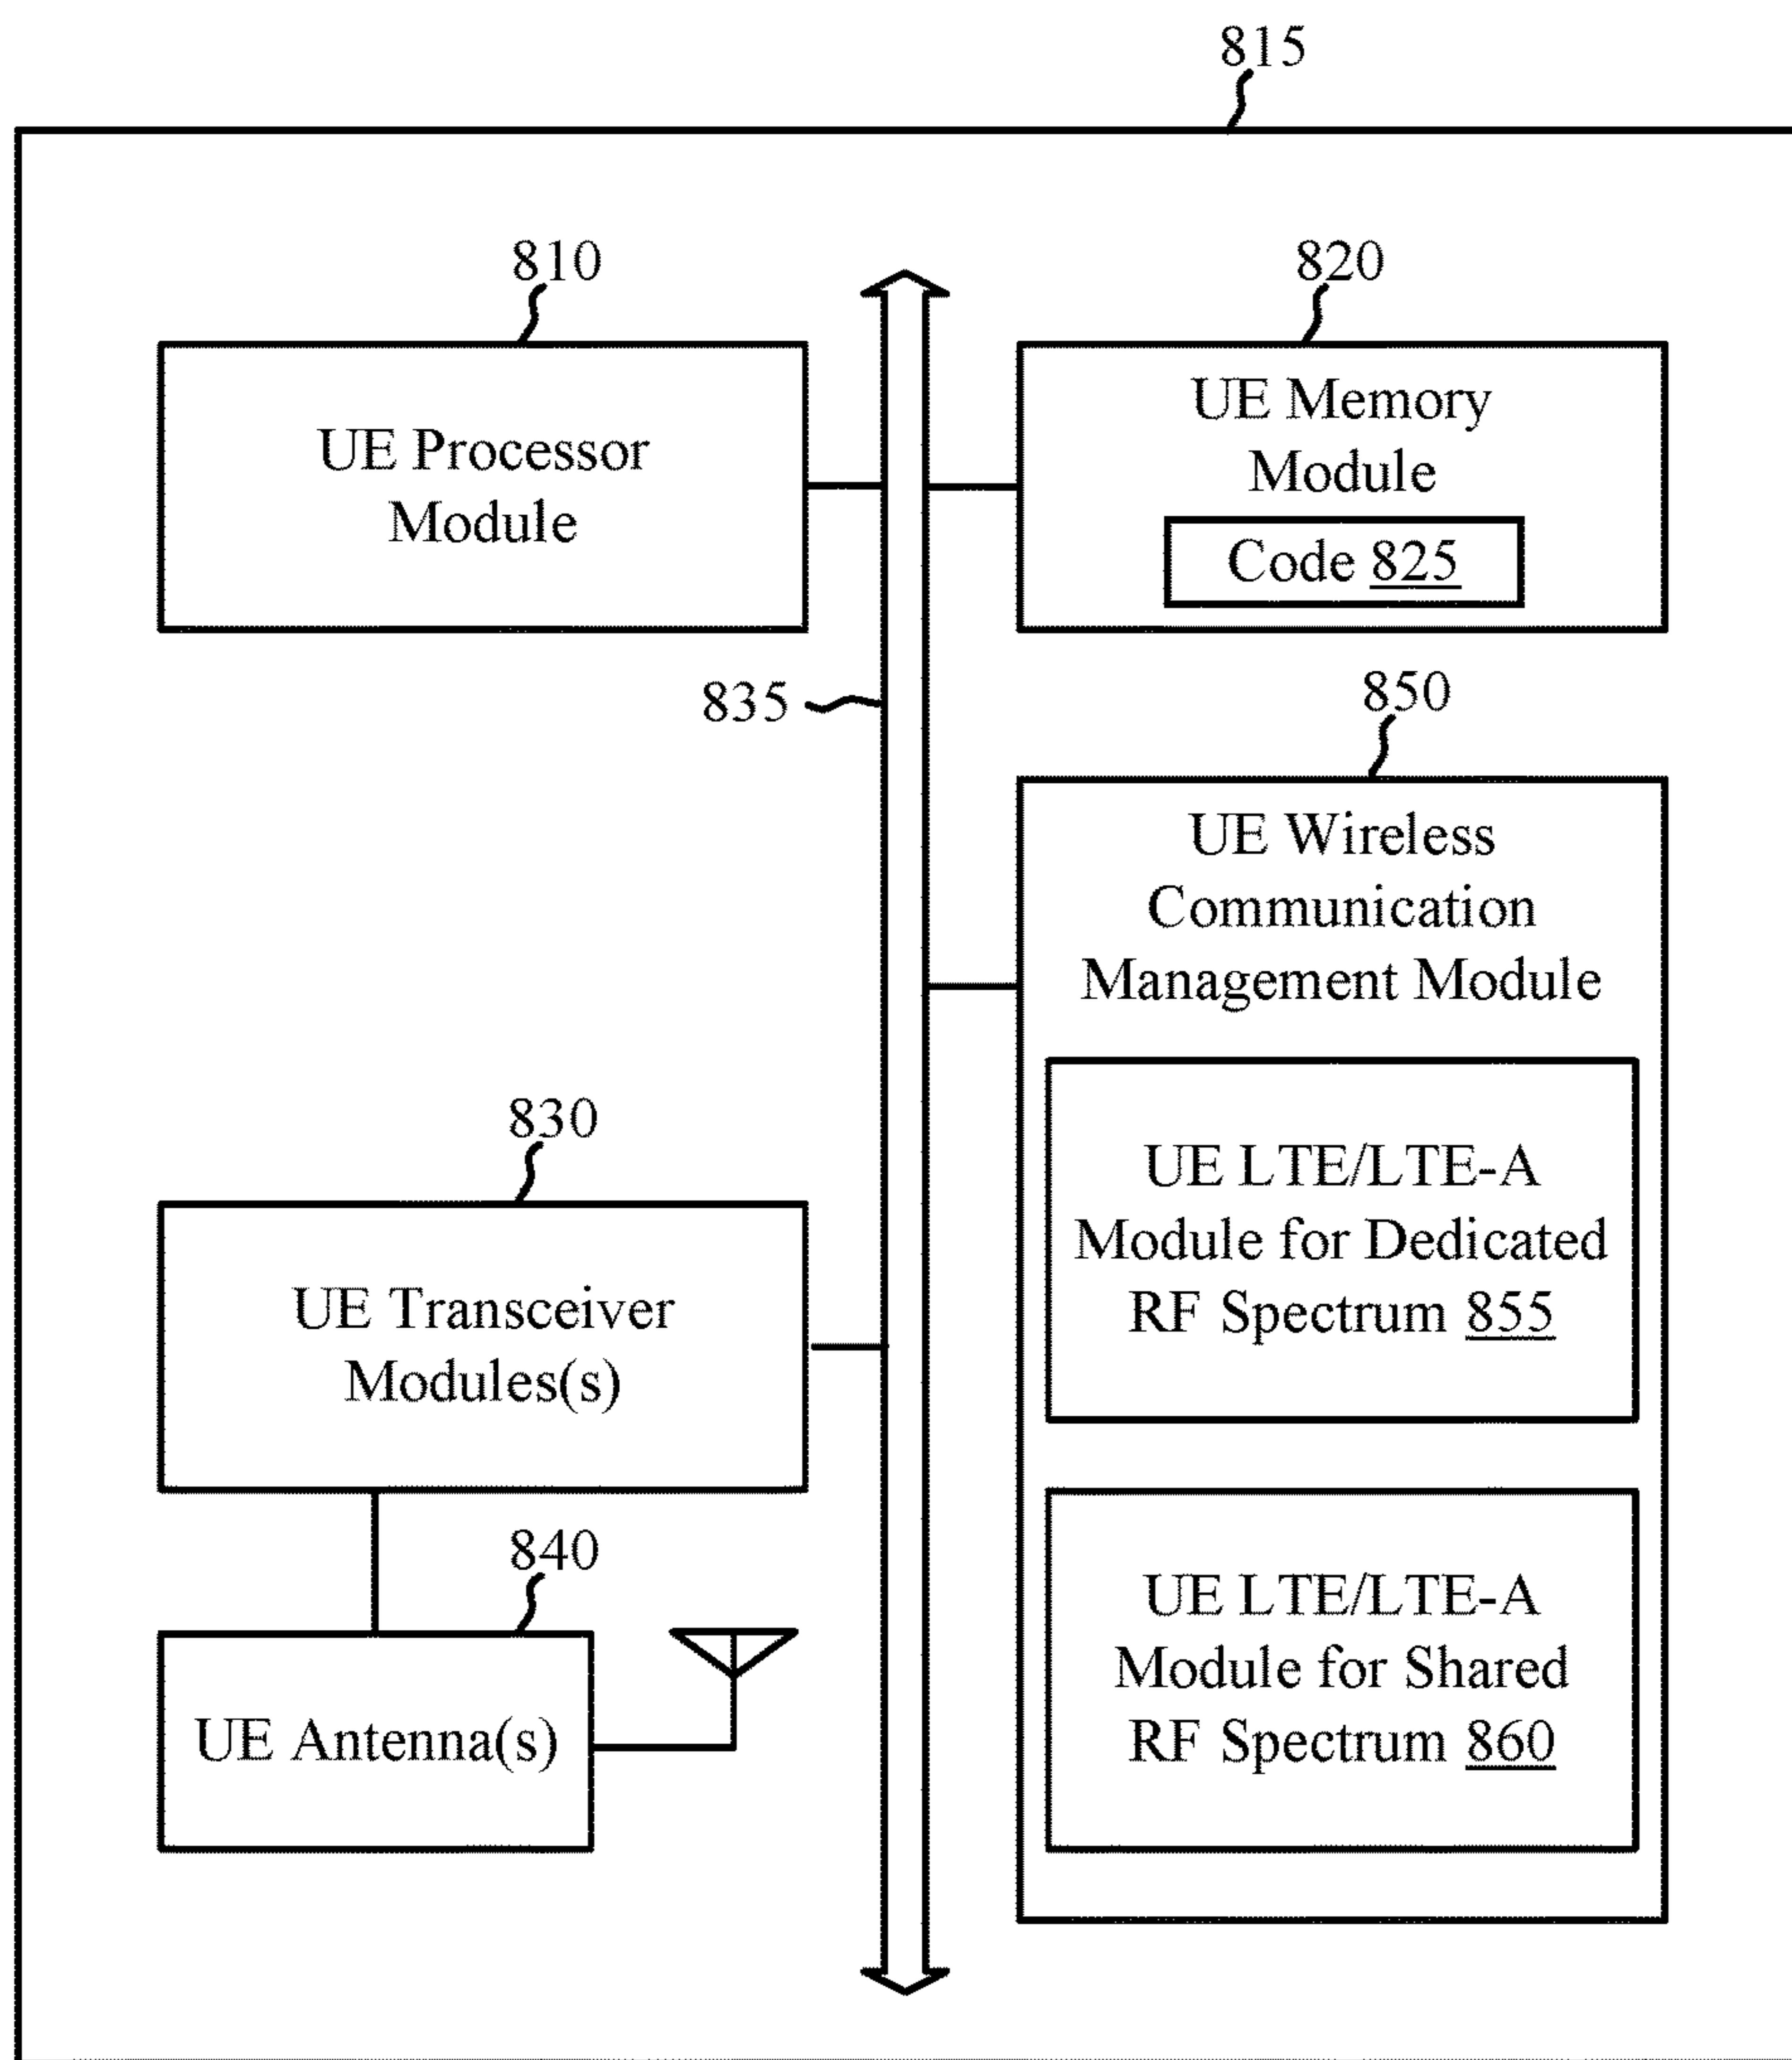 815
810
820
UE Processor
Module
UE Memory
Module
Code 825
835
850
UE Wireless
Communication
Management Module
830
UE LTE/LTE-A
Module for Dedicated
RF Spectrum 855
UE Transceiver
Modules(s)
840
UE LTE/LTE-A
Module for Shared
RF Spectrum 860
UE Antenna(s)